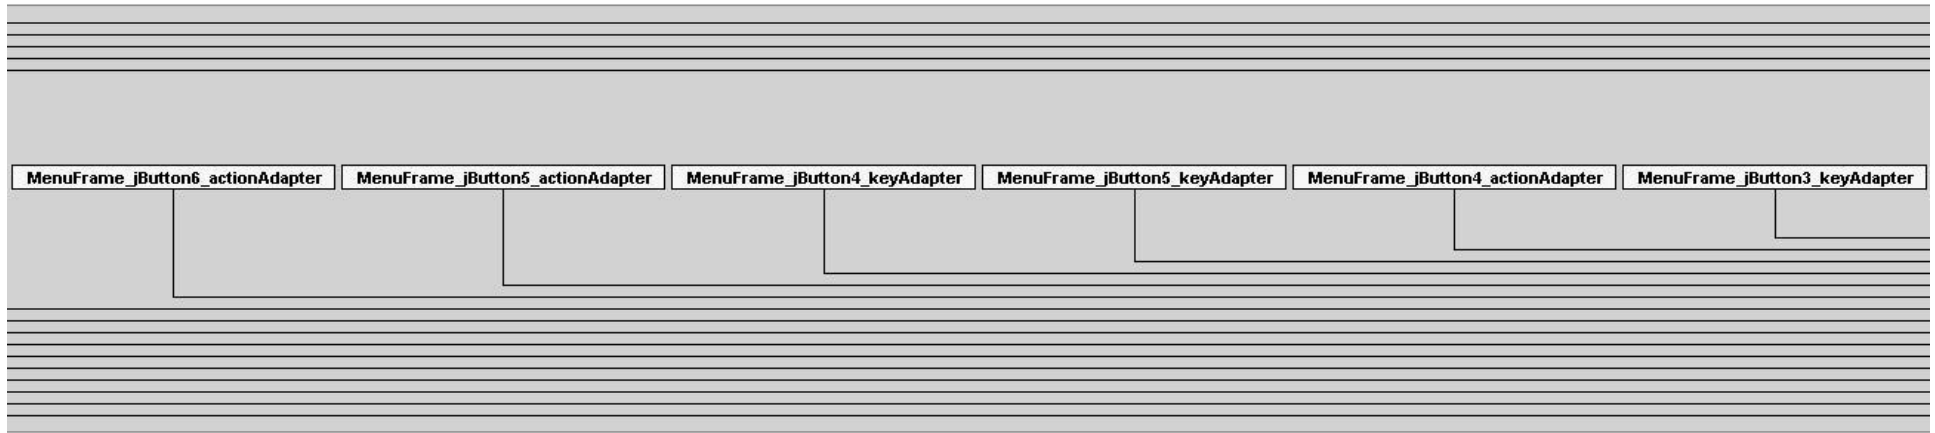 MenuFrame_jButton6_actionAdapter MenuFrame_jButton5_actionAdapter MenuFrame_jButton4_keyAdapter MenuFrame_jButton5_keyAdapter MenuFrame_jButton4_actionAdapter MenuFrame_jButton3_keyAdapter